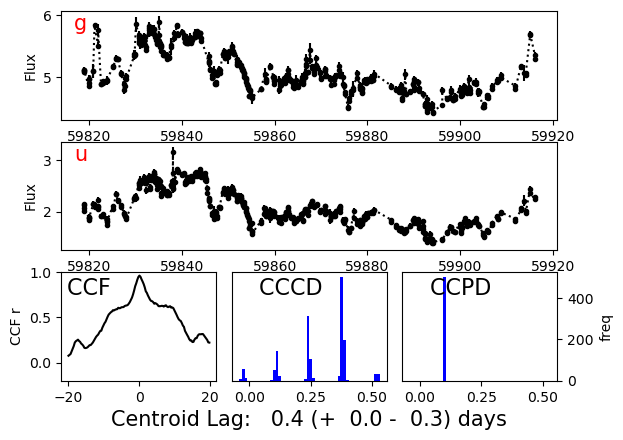 g
6
5
Flux
59820 59840 59860 59880 59900 59920
u
3
2
Flux
59820 59840 59860 59880 59900 59920
CCF CCCD CCPD
1.0
0.5
0.0
CCF r
400
200
0
freq
−20 0 20 0.00 0.25 0.50 0.00 0.25 0.50
Centroid Lag: 0.4 (+ 0.0 - 0.3) days